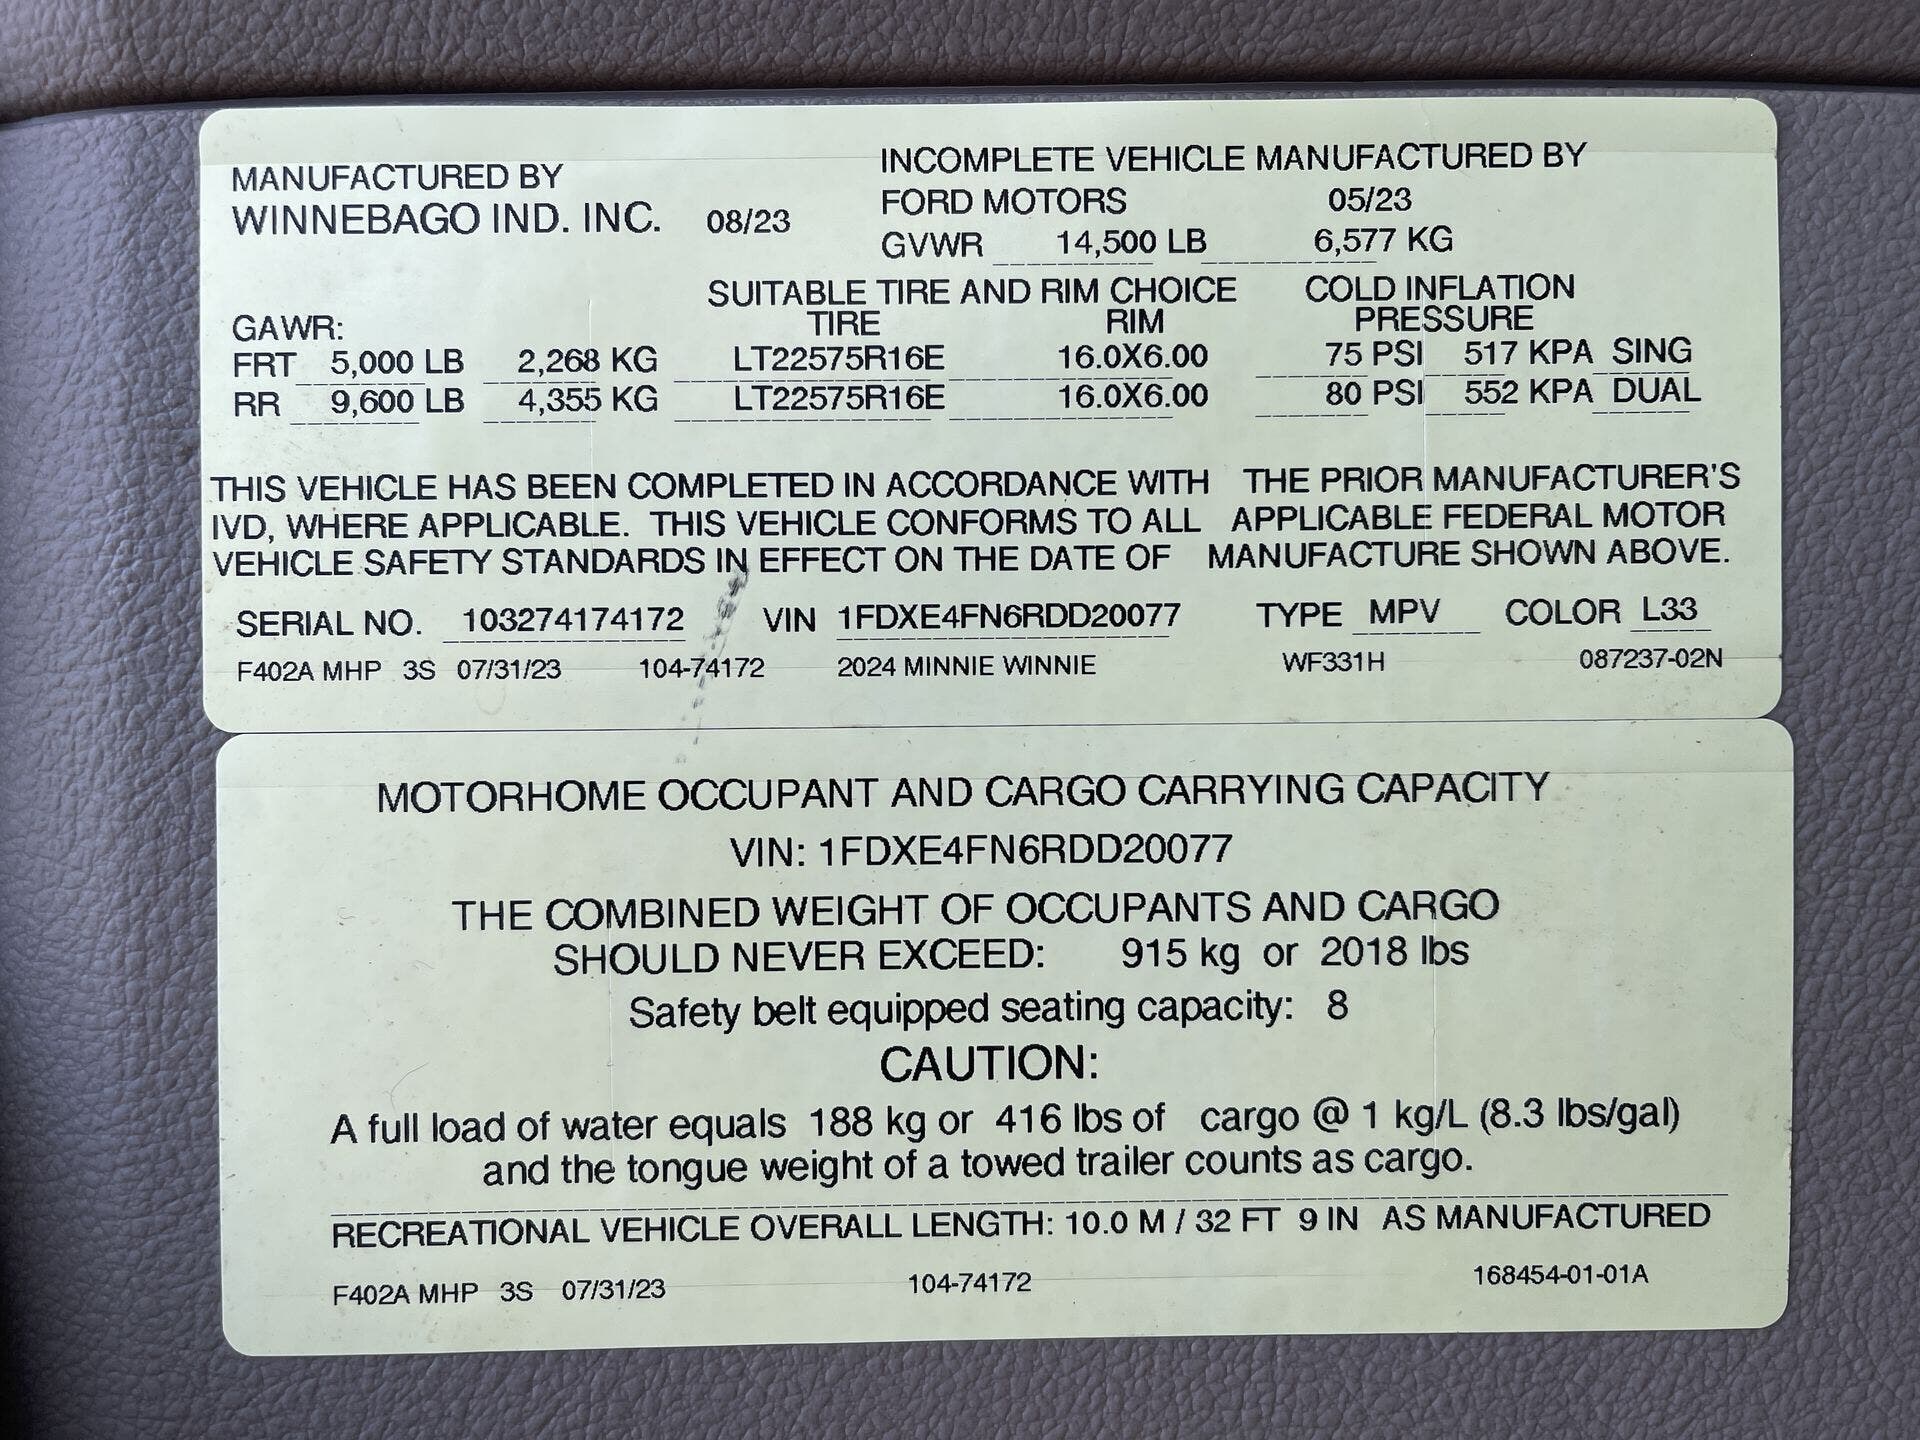 MANUFACTURED BY
WINNEBAGO IND. INC. 08/23
INCOMPLETE VEHICLE MANUFACTURED BY
FORD MOTORS 05/23
GVWR 14,500 LB 6,577 KG
SUITABLE TIRE AND RIM CHOICE COLD INFLATION
GAWR: TIRE RIM PRESSURE
FRT 5,000 LB 2,268 KG LT22575R16E 16.0X6.00 75 PSI 517 KPA SING
RR 9,600 LB 4,355 KG LT22575R16E 16.0X6.00 80 PSI 552 KPA DUAL
THIS VEHICLE HAS BEEN COMPLETED IN ACCORDANCE WITH THE PRIOR MANUFACTURER'S
IVD, WHERE APPLICABLE. THIS VEHICLE CONFORMS TO ALL APPLICABLE FEDERAL MOTOR
VEHICLE SAFETY STANDARDS IN EFFECT ON THE DATE OF MANUFACTURE SHOWN ABOVE.
SERIAL NO. 103274174172 VIN 1FDXE4FN6RDD20077 TYPE MPV COLOR L33
F402A MHP 3S 07/31/23 104-74172 2024 MINNIE WINNIE WF331H 087237-02N
MOTORHOME OCCUPANT AND CARGO CARRYING CAPACITY
VIN: 1FDXE4FN6RDD20077
THE COMBINED WEIGHT OF OCCUPANTS AND CARGO
SHOULD NEVER EXCEED: 915 kg or 2018 lbs
Safety belt equipped seating capacity: 8
CAUTION:
A full load of water equals 188 kg or 416 lbs of cargo @ 1 kg/L (8.3 lbs/gal)
and the tongue weight of a towed trailer counts as cargo.
RECREATIONAL VEHICLE OVERALL LENGTH: 10.0 M / 32 FT 9 IN AS MANUFACTURED
F402A MHP 3S 07/31/23 104-74172 168454-01-01A